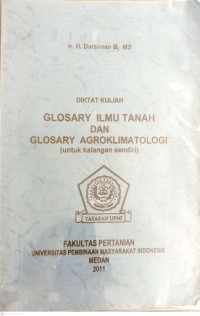 Ir. H. Darsiman B, MS
DIKTAT KULIAH
GLOSARY ILMU TANAH
DAN
GLOSARY AGROKLIMATOLOGI
(untuk kalangan sendiri)
YAYASAN UPMI
FAKULTAS PERTANIAN
UNIVERSITAS PEMBINAAN MASYARAKAT INDONESIA
MEDAN
2011